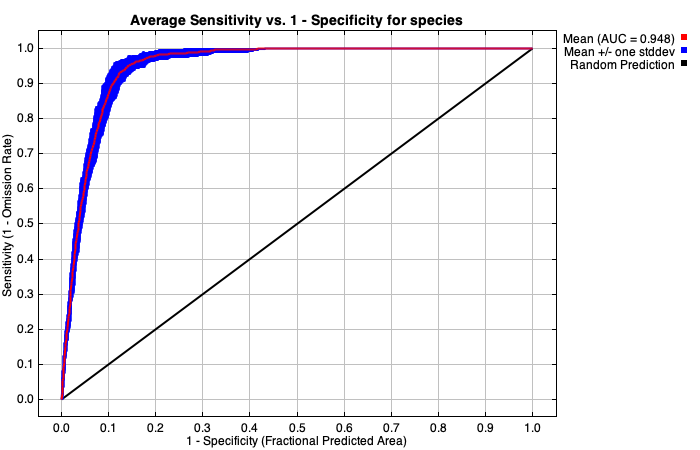 Average Sensitivity vs. 1 - Specificity for species
Mean (AUC = 0.948)
Mean +/- one stddev
Random Prediction
Sensitivity (1 - Omission Rate)
1.0
0.9
0.8
0.7
0.6
0.5
0.4
0.3
0.2
0.1
0.0
0.0 0.1 0.2 0.3 0.4 0.5 0.6 0.7 0.8 0.9 1.0
1 - Specificity (Fractional Predicted Area)